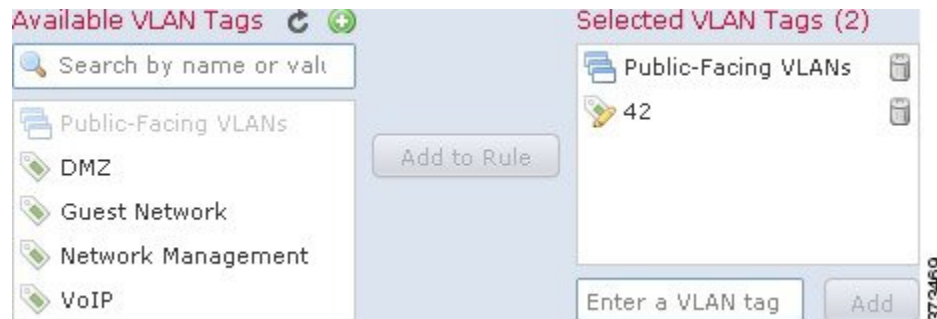 Available VLAN Tags
Search by name or valu
Public-Facing VLANs
DMZ
Guest Network
Network Management
VoIP
Add to Rule
Selected VLAN Tags (2)
Public-Facing VLANs
42
Enter a VLAN tag
Add
372469